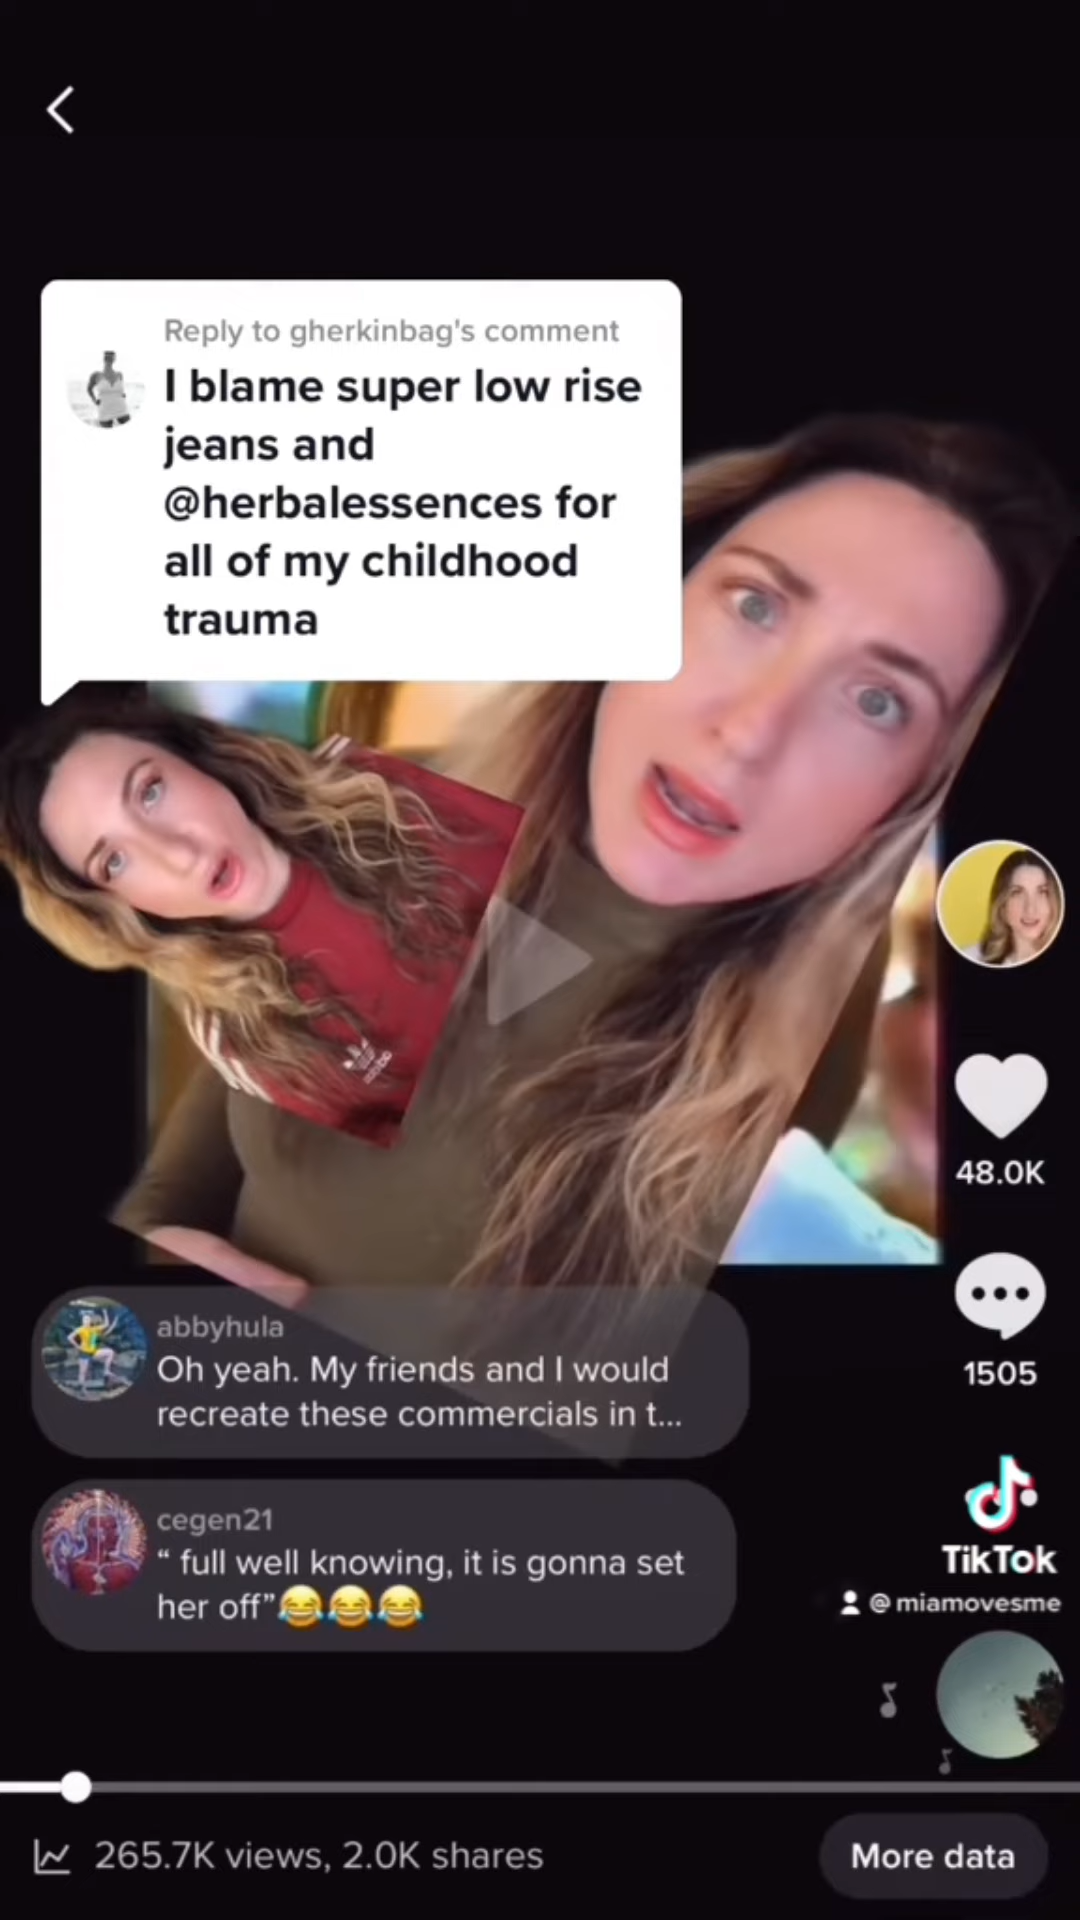 Reply to gherkinbag's comment
I blame super low rise
jeans and
@herbalessences for
all of my childhood
trauma
48.0K
abbyhula
Oh yeah. My friends and I would
recreate these commercials in t...
1505
cegen21
“ full well knowing, it is gonna set
her off”😂😂😂
TikTok
@miamovesme
265.7K views, 2.0K shares
More data